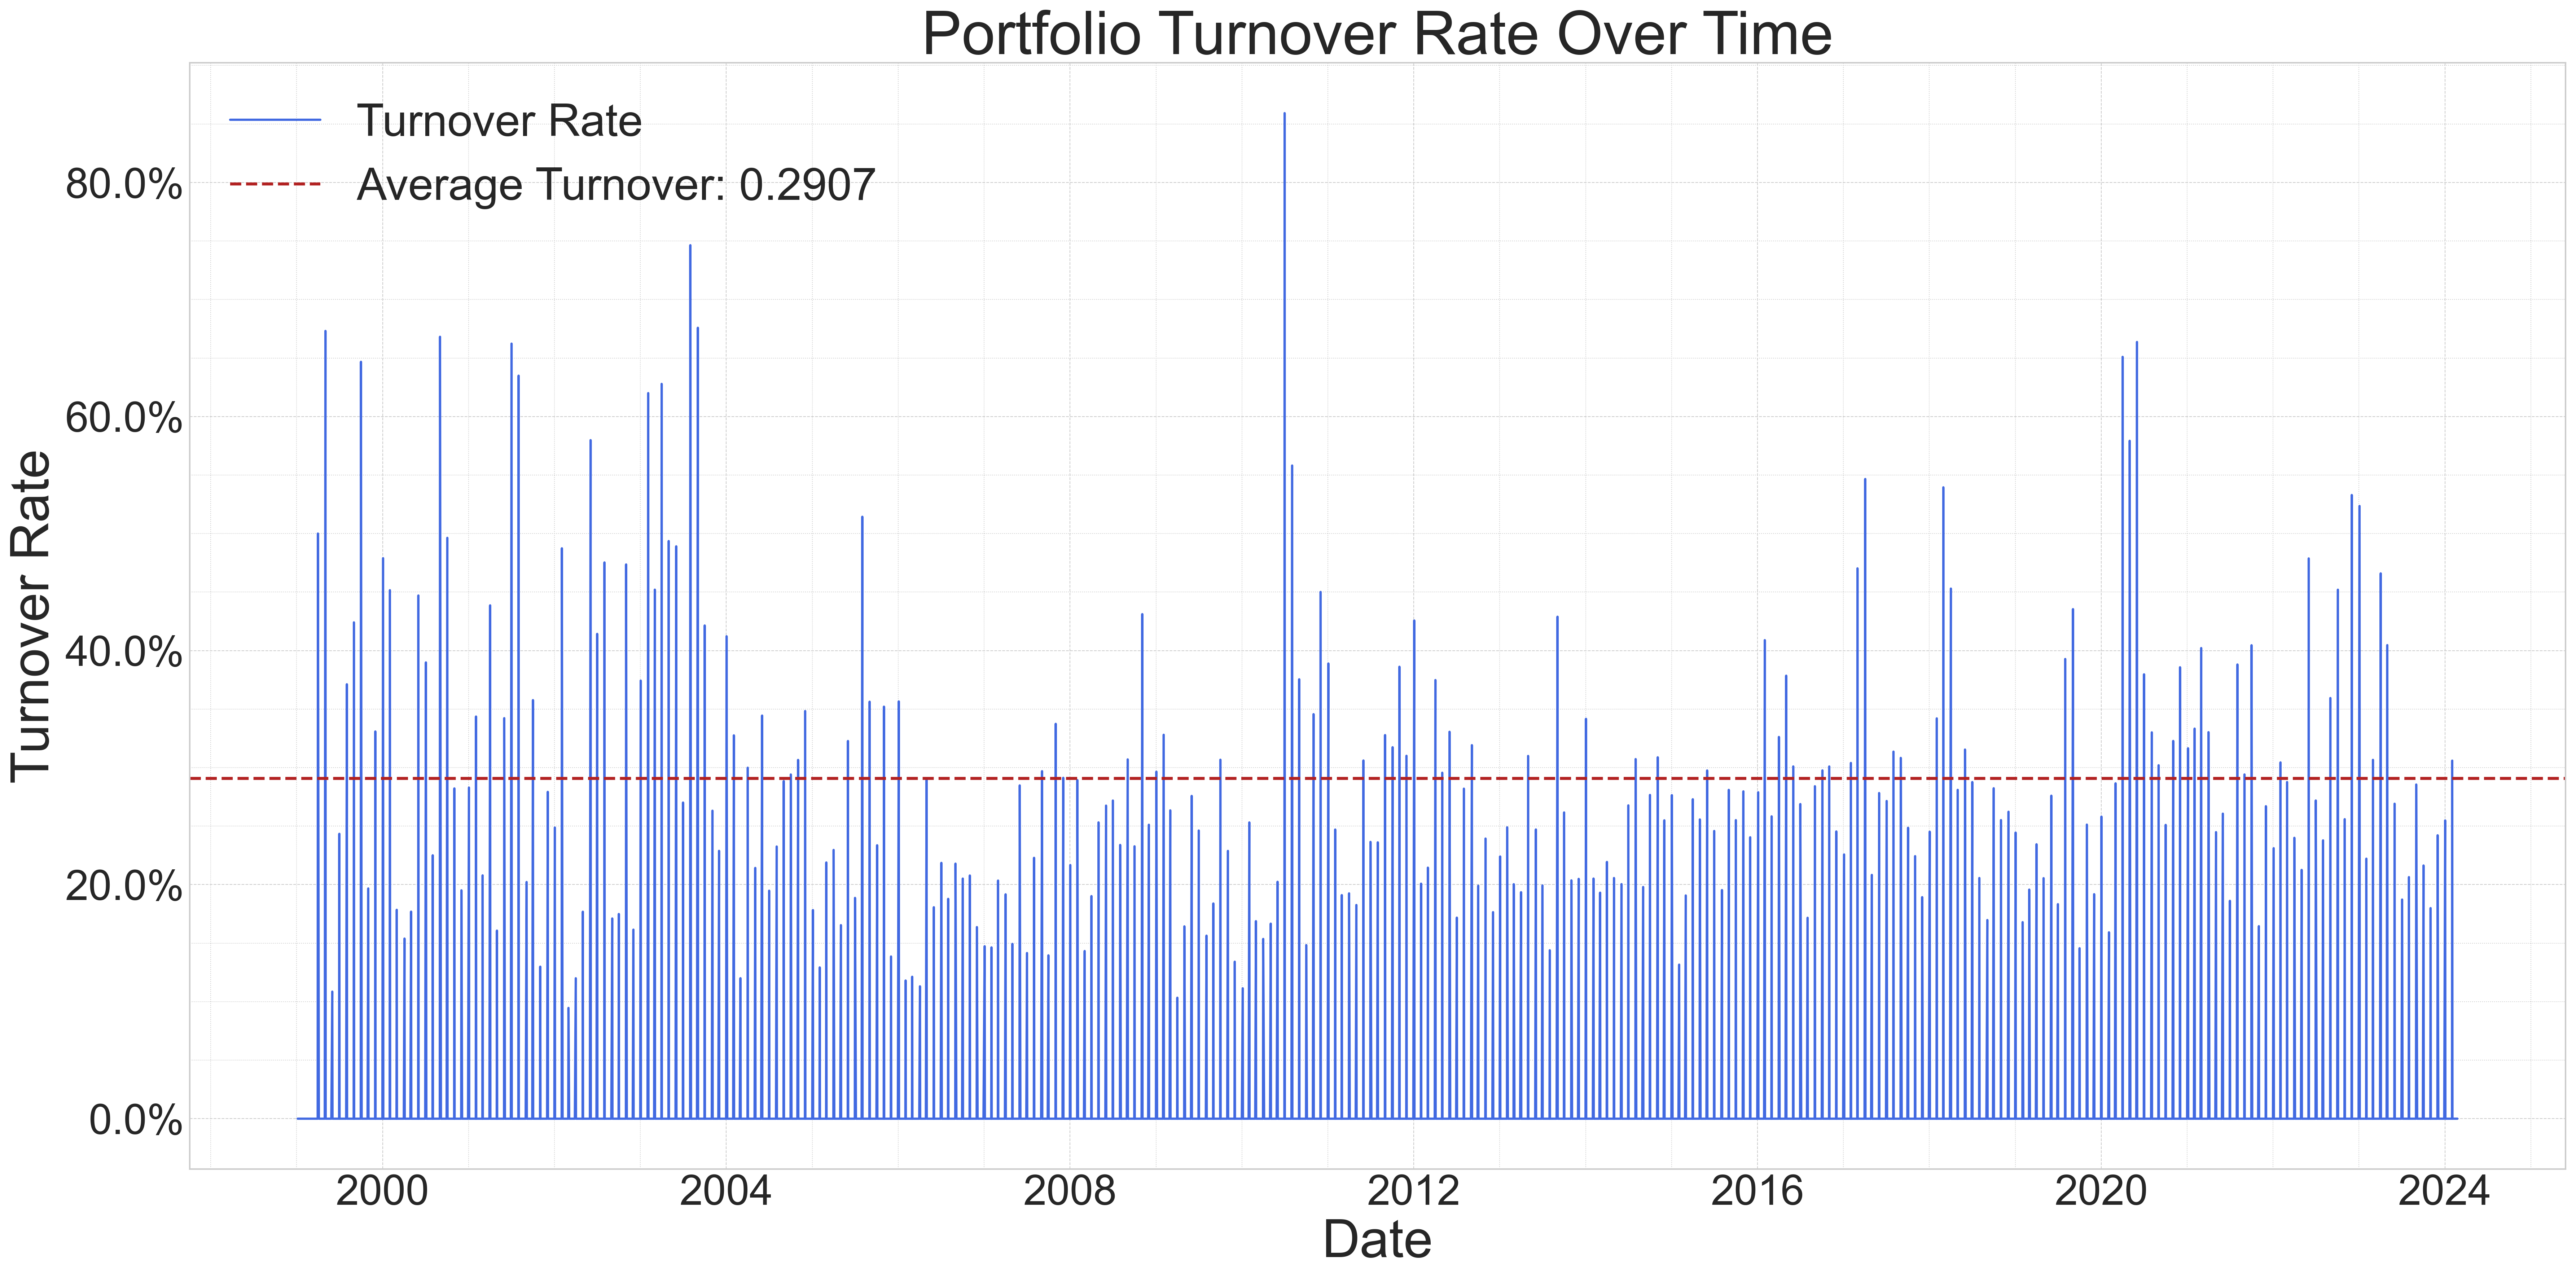 Portfolio Turnover Rate Over Time
Turnover Rate
Average Turnover: 0.2907
Turnover Rate
80.0%
60.0%
40.0%
20.0%
0.0%
2000 2004 2008 2012 2016 2020 2024
Date